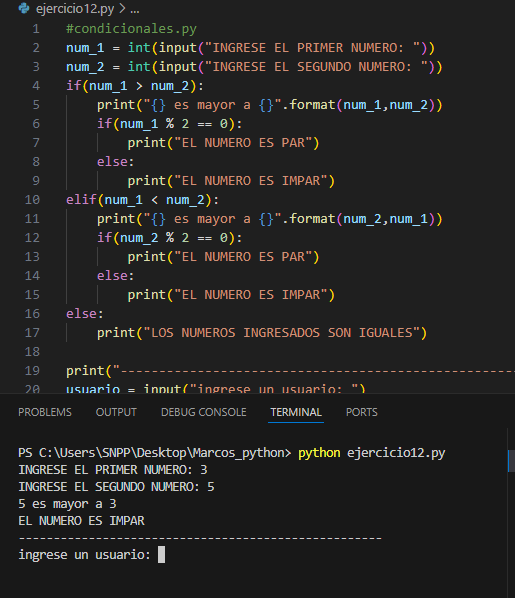 ejercicio12.py > ...
1 #condicionales.py
2 num_1 = int(input("INGRESE EL PRIMER NUMERO: "))
3 num_2 = int(input("INGRESE EL SEGUNDO NUMERO: "))
4 if(num_1 > num_2):
5 print("{} es mayor a {}".format(num_1,num_2))
6 if(num_1 % 2 == 0):
7 print("EL NUMERO ES PAR")
8 else:
9 print("EL NUMERO ES IMPAR")
10 elif(num_1 < num_2):
11 print("{} es mayor a {}".format(num_2,num_1))
12 if(num_2 % 2 == 0):
13 print("EL NUMERO ES PAR")
14 else:
15 print("EL NUMERO ES IMPAR")
16 else:
17 print("LOS NUMEROS INGRESADOS SON IGUALES")
18
19 print("---------------------------------------------------
20 usuario = input("ingrese un usuario: ")
PROBLEMS OUTPUT DEBUG CONSOLE TERMINAL PORTS
PS C:\Users\SNPP\Desktop\Marcos_python> python ejercicio12.py
INGRESE EL PRIMER NUMERO: 3
INGRESE EL SEGUNDO NUMERO: 5
5 es mayor a 3
EL NUMERO ES IMPAR
------------------------------------------------
ingrese un usuario: